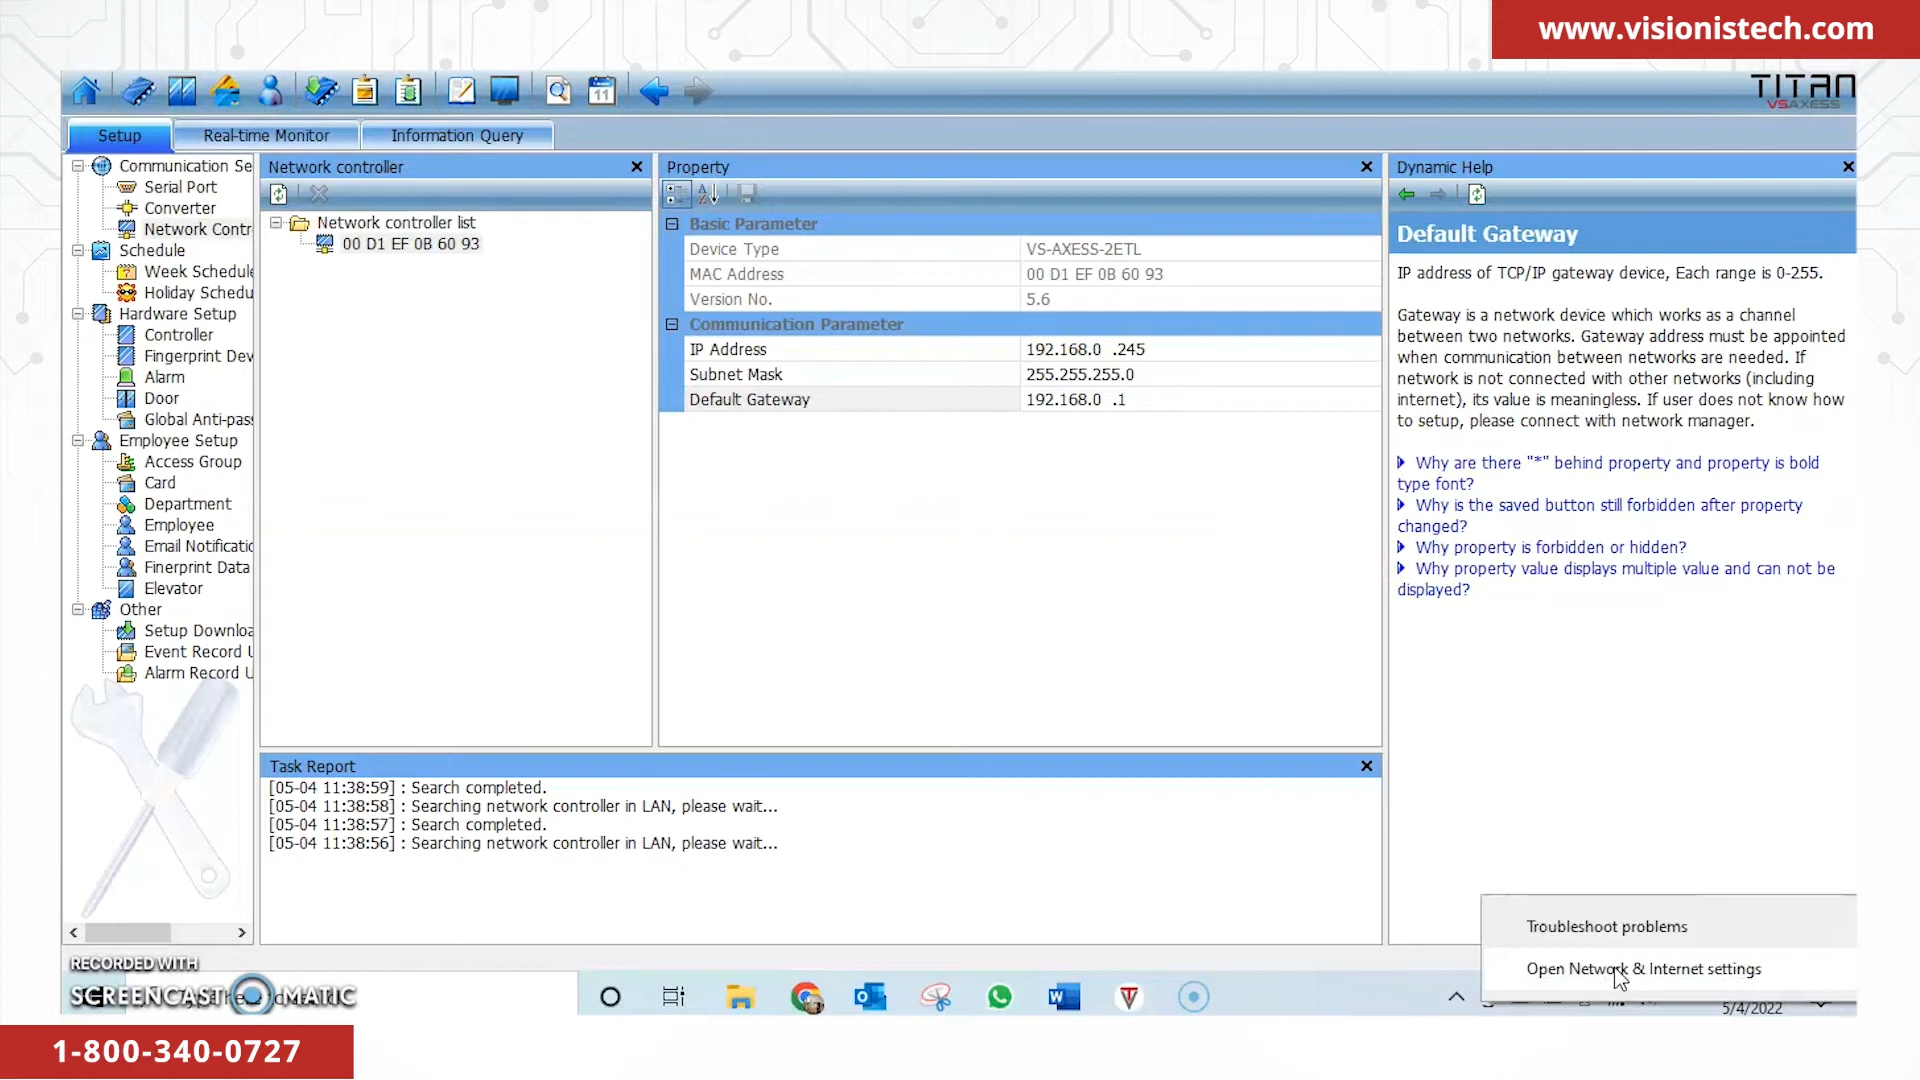 www.visionistech.com
TITAN
VSAXESS
11
Setup
Real-time Monitor
Information Query
Communication Se
Serial Port
Converter
Network Contr
Schedule
Week Schedule
Holiday Schedu
Hardware Setup
Controller
Fingerprint Dev
Alarm
Door
Global Anti-pass
Employee Setup
Access Group
Card
Department
Employee
Email Notificatio
Finerprint Data
Elevator
Other
Setup Downloa
Event Record U
Alarm Record U
Network controller
Network controller list
00 D1 EF 0B 60 93
Property
Basic Parameter
Device Type VS-AXESS-2ETL
MAC Address 00 D1 EF 0B 60 93
Version No. 5.6
Communication Parameter
IP Address 192.168.0 .245
Subnet Mask 255.255.255.0
Default Gateway 192.168.0 .1
Dynamic Help
Default Gateway
IP address of TCP/IP gateway device, Each range is 0-255.
Gateway is a network device which works as a channel
between two networks. Gateway address must be appointed
when communication between networks are needed. If
network is not connected with other networks (including
internet), its value is meaningless. If user does not know how
to setup, please connect with network manager.
Why are there "*" behind property and property is bold
type font?
Why is the saved button still forbidden after property
changed?
Why property is forbidden or hidden?
Why property value displays multiple value and can not be
displayed?
Task Report
[05-04 11:38:59] : Search completed.
[05-04 11:38:58] : Searching network controller in LAN, please wait...
[05-04 11:38:57] : Search completed.
[05-04 11:38:56] : Searching network controller in LAN, please wait...
Troubleshoot problems
Open Network & Internet settings
RECORDED WITH
SCREENCAST O MATIC
5/4/2022
1-800-340-0727